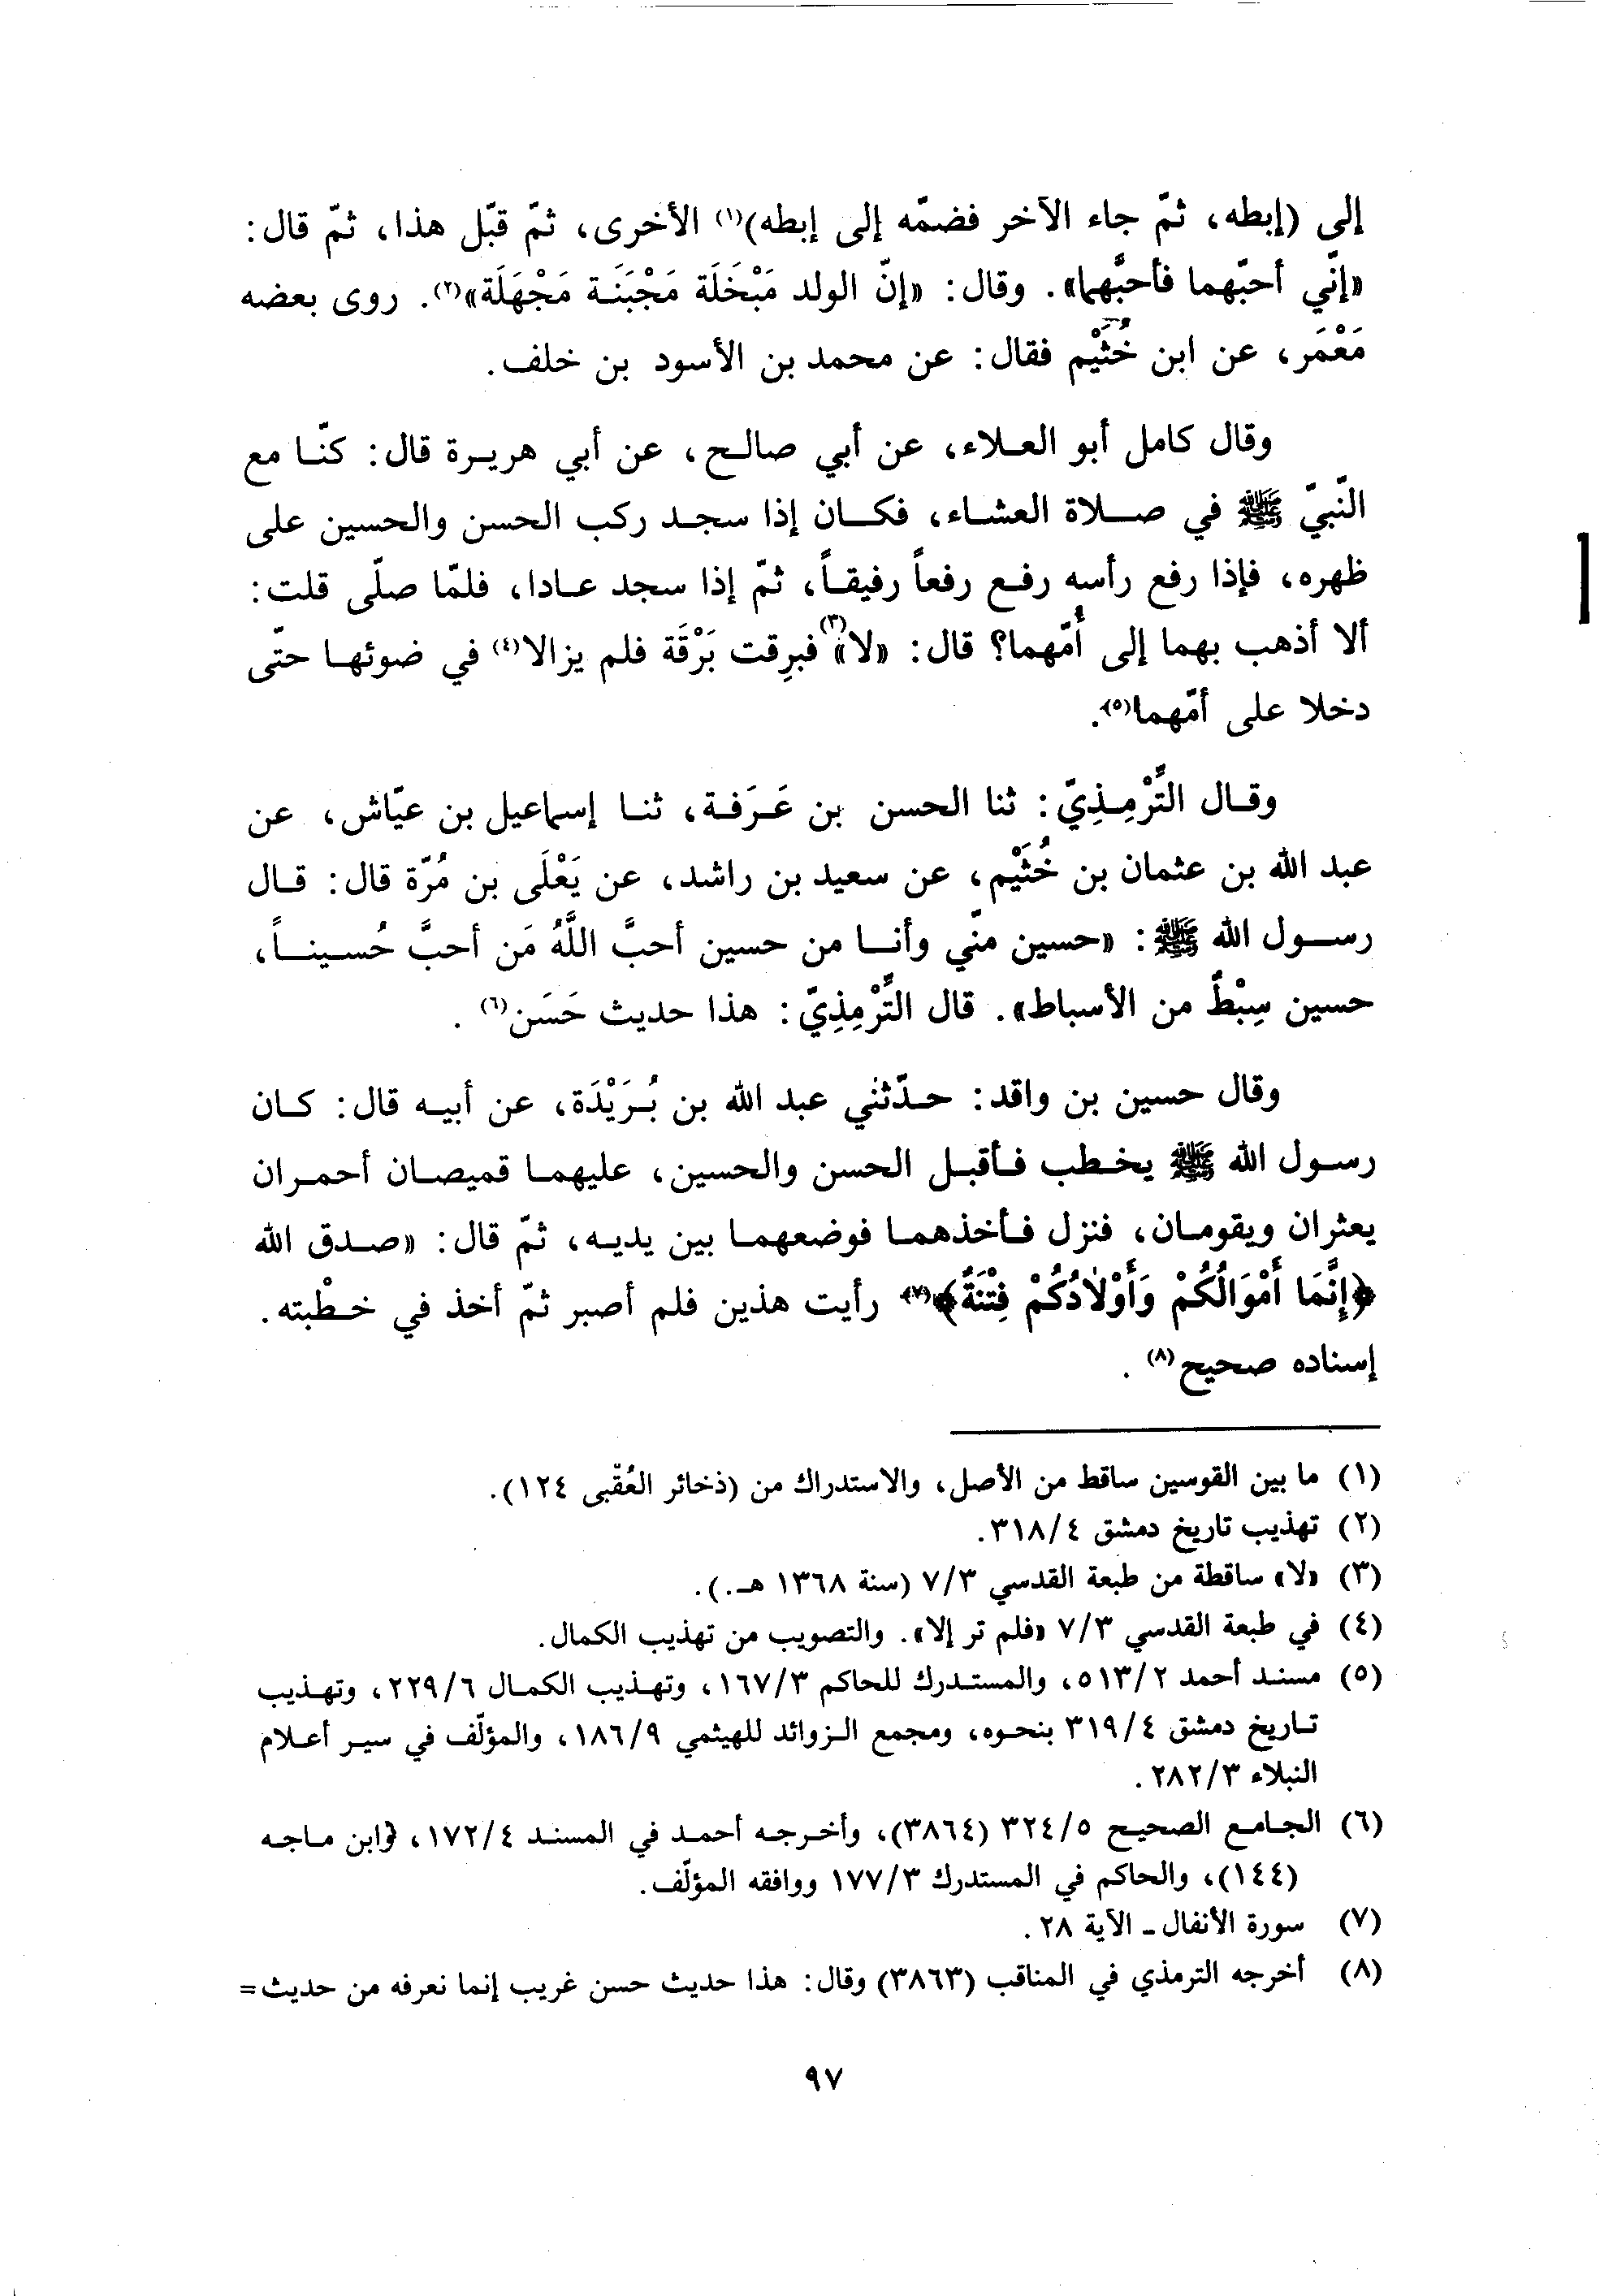 إلى (إبطه، ثمّ جاء الآخر فضمّه إلى إبطه)(١) الأخرى، ثمّ قبّل هذا، ثمّ قال:
«إنّي أحبّهما فأحبَّهما». وقال: «إنّ الولد مَبْخَلَة مَجْبَنَة مَجْهَلَة»(٢). روى بعضه
مَعْمَر، عن ابن خُثَيْم فقال: عن محمد بن الأسود بن خلف.
وقال كامل أبو العلاء، عن أبي صالح، عن أبي هريرة قال: كنّا مع
النّبيّ ﷺ في صلاة العشاء، فكان إذا سجد ركب الحسن والحسين على
ظهره، فإذا رفع رأسه رفع رفعاً رفيقاً، ثمّ إذا سجد عادا، فلمّا صلّى قلت:
ألا أذهب بهما إلى أُمّهما؟ قال: «لا»(٣) فبرِقت بَرْقَة فلم يزالا(٤) في ضوئها حتّى
دخلا على أمّهما(٥).
وقال التِّرْمِذِيّ: ثنا الحسن بن عَرَفة، ثنا إسماعيل بن عيّاش، عن
عبد الله بن عثمان بن خُثَيْم، عن سعيد بن راشد، عن يَعْلَى بن مُرّة قال: قال
رسول الله ﷺ: «حسين منّي وأنا من حسين أحبَّ اللَّهُ مَن أحبَّ حُسيناً،
حسين سِبْطٌ من الأسباط». قال التِّرْمِذِيّ: هذا حديث حَسَن(٦).
وقال حسين بن واقد: حدّثني عبد الله بن بُرَيْدَة، عن أبيه قال: كان
رسول الله ﷺ يخطب فأقبل الحسن والحسين، عليهما قميصان أحمران
يعثران ويقومان، فنزل فأخذهما فوضعهما بين يديه، ثمّ قال: «صدق الله
﴿إِنَّمَا أَمْوَالُكُمْ وَأَوْلَادُكُمْ فِتْنَةٌ﴾(٧) رأيت هذين فلم أصبر ثمّ أخذ في خطْبته.
إسناده صحيح(٨).
(١) ما بين القوسين ساقط من الأصل، والاستدراك من (ذخائر العُقْبى ١٢٤).
(٢) تهذيب تاريخ دمشق ٣١٨/٤.
(٣) «لا» ساقطة من طبعة القدسي ٧/٣ (سنة ١٣٦٨ هـ.).
(٤) في طبعة القدسي ٧/٣ «فلم تر إلا». والتصويب من تهذيب الكمال.
(٥) مسند أحمد ٥١٣/٢، والمستدرك للحاكم ١٦٧/٣، وتهذيب الكمال ٢٢٩/٦، وتهذيب
تاريخ دمشق ٣١٩/٤ بنحوه، ومجمع الزوائد للهيثمي ١٨٦/٩، والمؤلّف في سير أعلام
النبلاء ٢٨٢/٣.
(٦) الجامع الصحيح ٣٢٤/٥ (٣٨٦٤)، وأخرجه أحمد في المسند ١٧٢/٤، وابن ماجه
(١٤٤)، والحاكم في المستدرك ١٧٧/٣ ووافقه المؤلّف.
(٧) سورة الأنفال - الآية ٢٨.
(٨) أخرجه الترمذي في المناقب (٣٨٦٣) وقال: هذا حديث حسن غريب إنما نعرفه من حديث=
٩٧